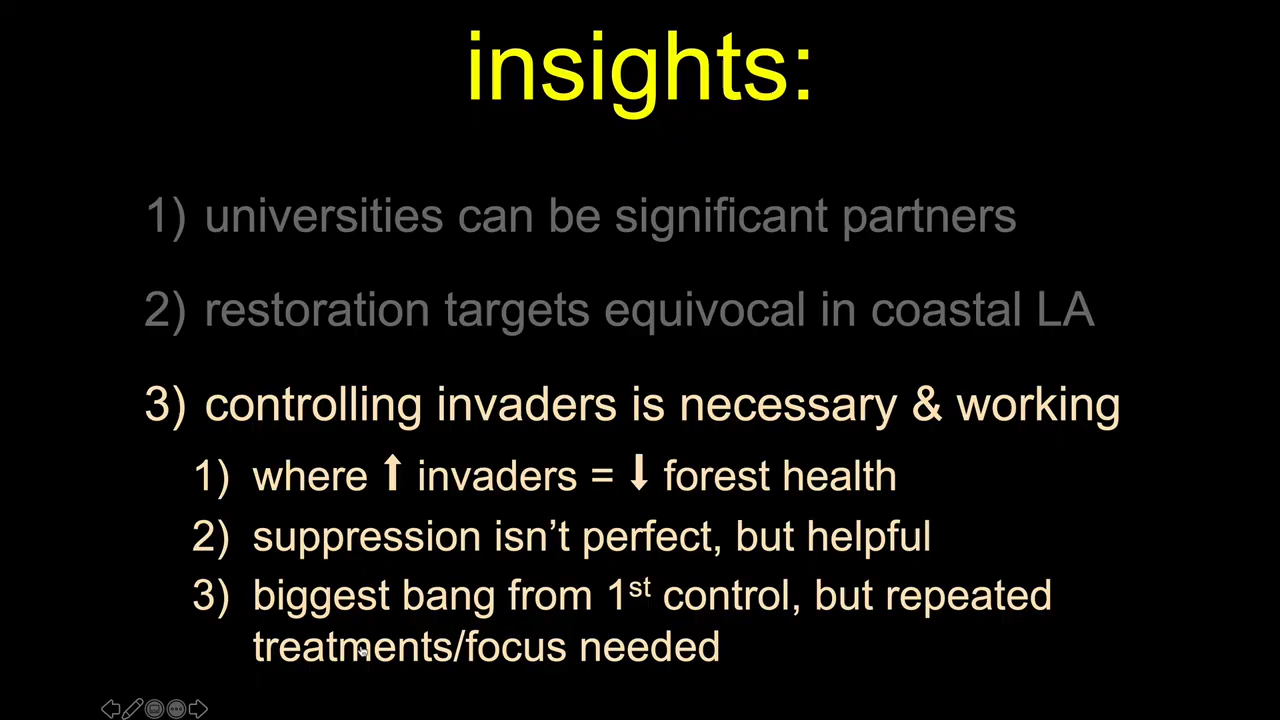 insights:
1) universities can be significant partners
2) restoration targets equivocal in coastal LA
3) controlling invaders is necessary & working
1) where ⬆ invaders = ⬇ forest health
2) suppression isn’t perfect, but helpful
3) biggest bang from 1st control, but repeated
treatments/focus needed